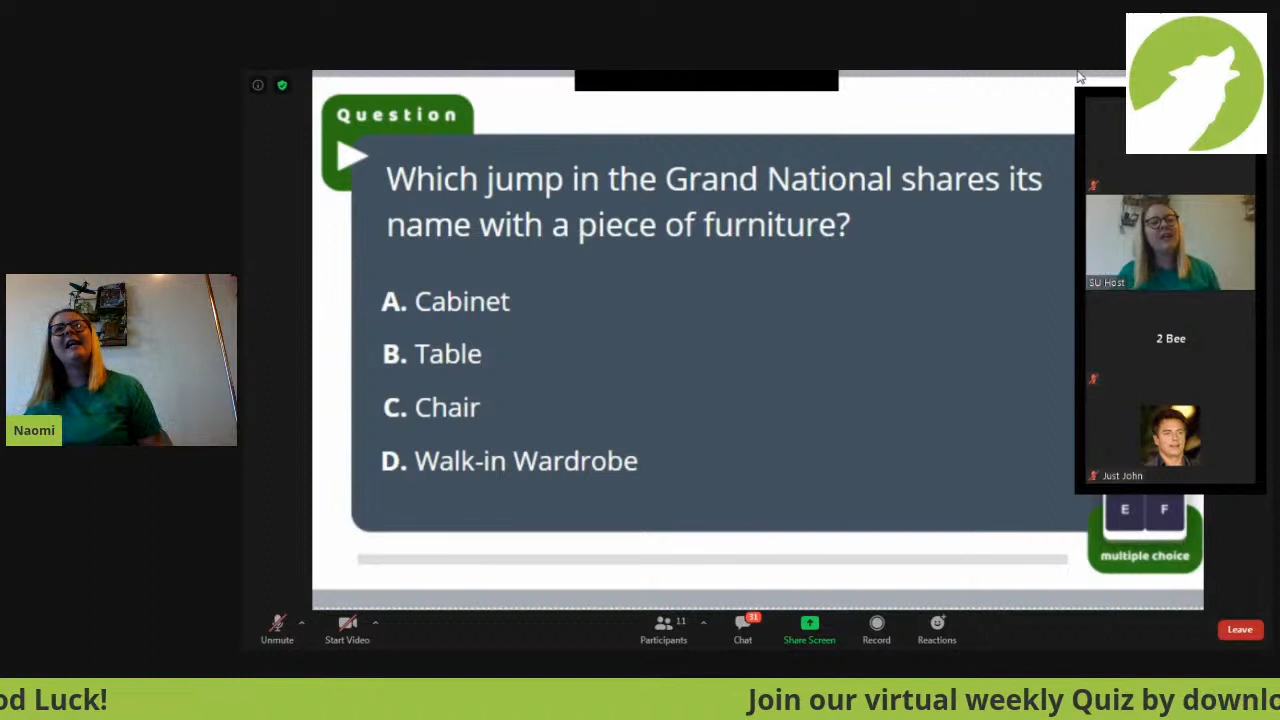 Question
Which jump in the Grand National shares its
name with a piece of furniture?
A. Cabinet
B. Table
C. Chair
D. Walk-in Wardrobe
SU Host
2 Bee
Just John
Naomi
E F
multiple choice
Unmute
Start Video
Participants
11
Chat
31
Share Screen
Record
Reactions
Leave
od Luck!
Join our virtual weekly Quiz by downlo